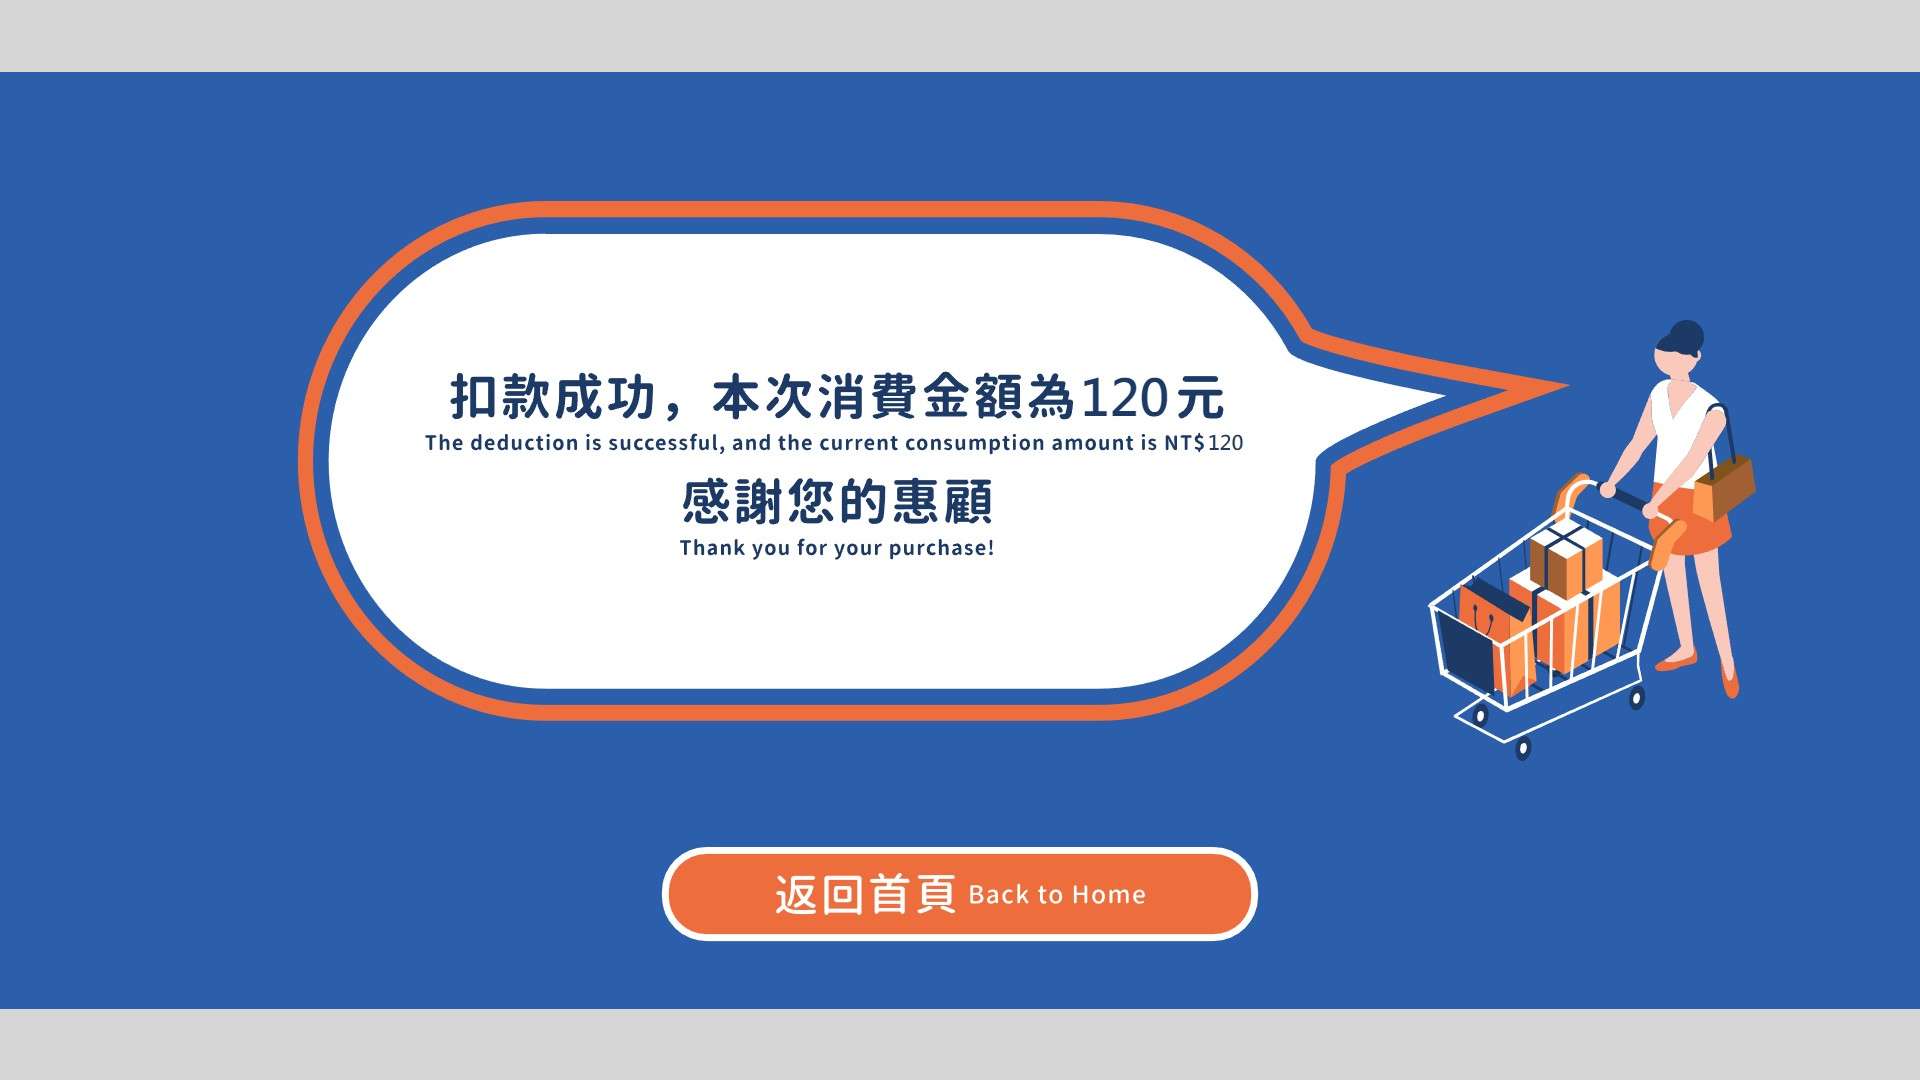 扣款成功，本次消費金額為120元
The deduction is successful, and the current consumption amount is NT$120
感謝您的惠顧
Thank you for your purchase!
返回首頁 Back to Home